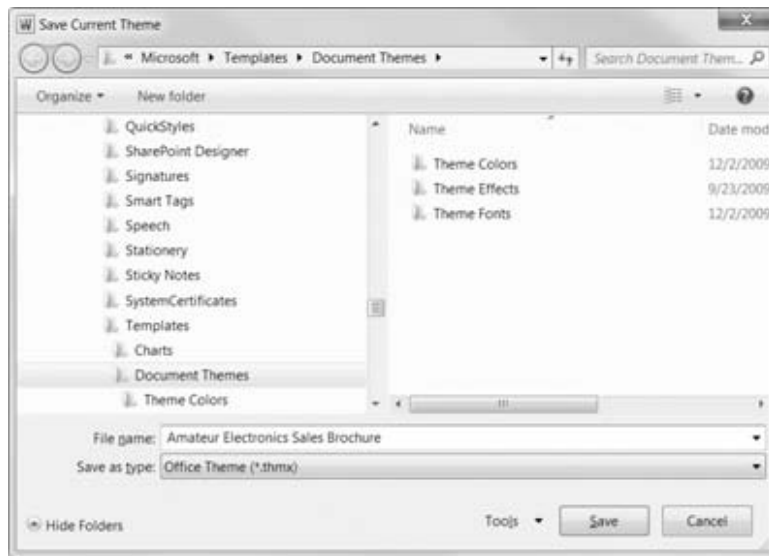 Save Current Theme
« Microsoft ▸ Templates ▸ Document Themes ▸
Search Document Them...
Organize
New folder
QuickStyles
SharePoint Designer
Signatures
Smart Tags
Speech
Stationery
Sticky Notes
SystemCertificates
Templates
Charts
Document Themes
Theme Colors
Name Date mod
Theme Colors 12/2/2009
Theme Effects 9/23/2009
Theme Fonts 12/2/2009
File name: Amateur Electronics Sales Brochure
Save as type: Office Theme (*.thmx)
Hide Folders
Tools
Save
Cancel